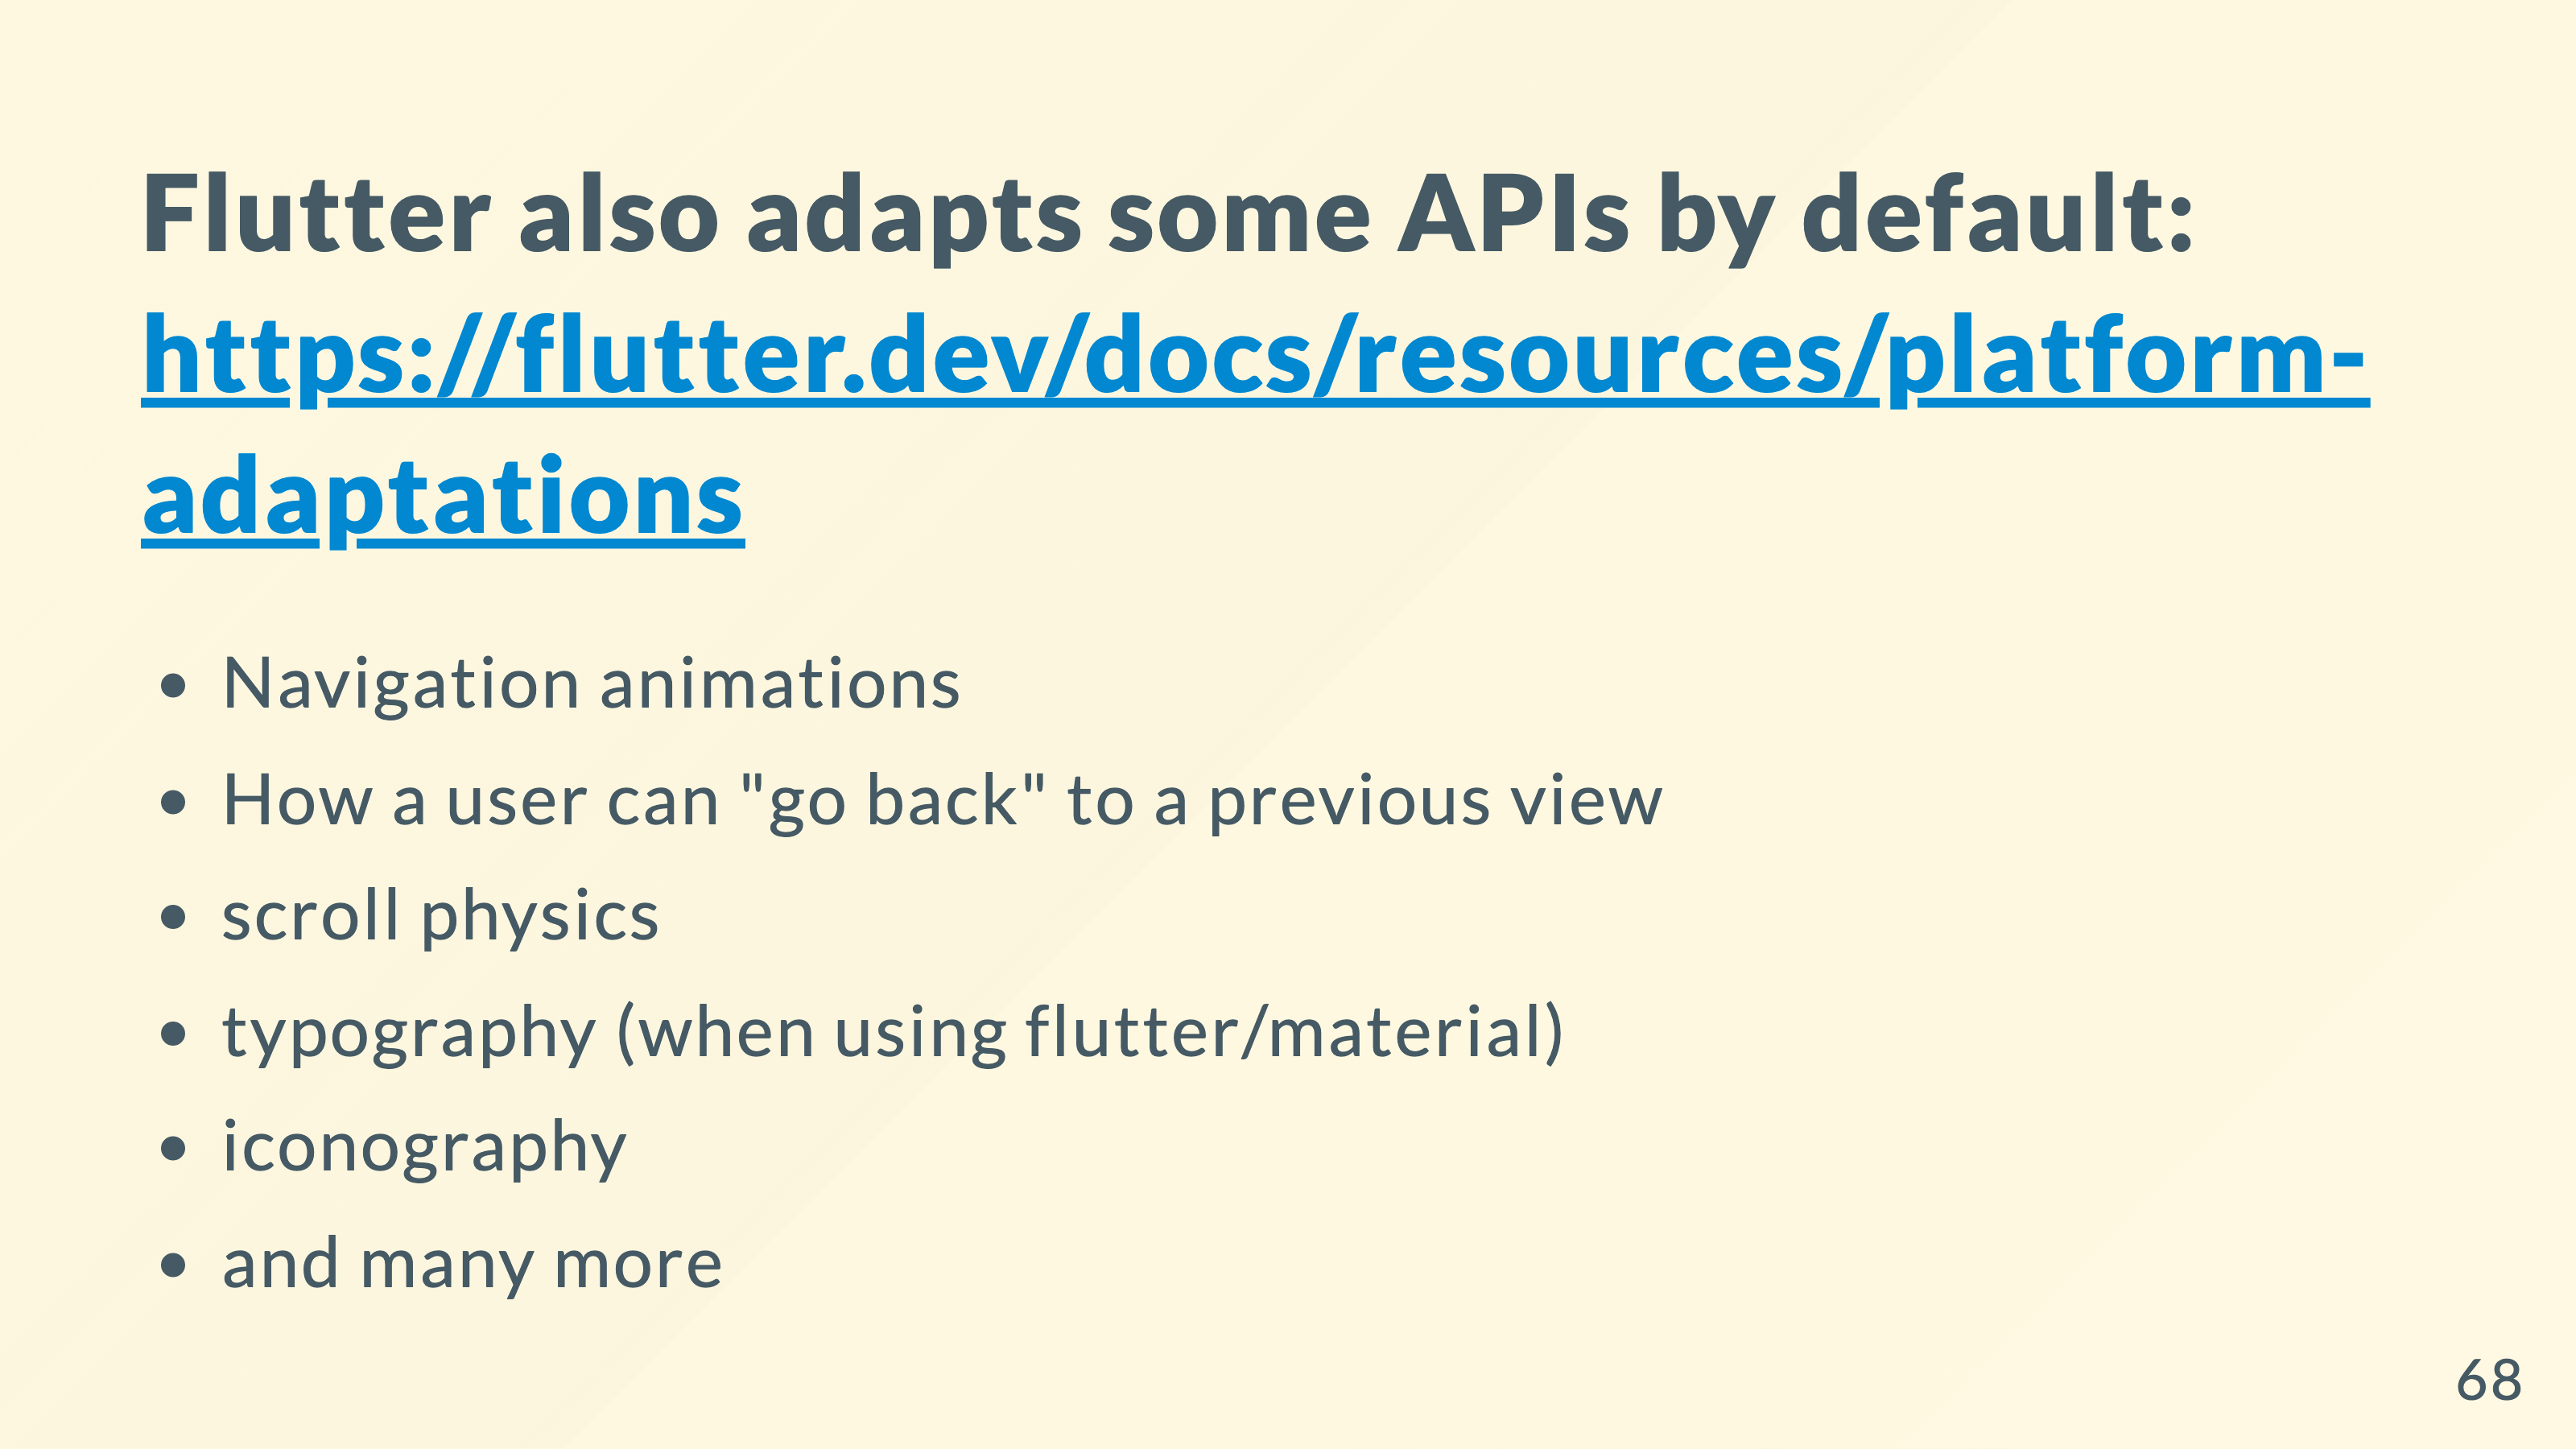 Flutter also adapts some APIs by default:
https://flutter.dev/docs/resources/platform-
adaptations
• Navigation animations
• How a user can "go back" to a previous view
• scroll physics
• typography (when using flutter/material)
• iconography
• and many more
68